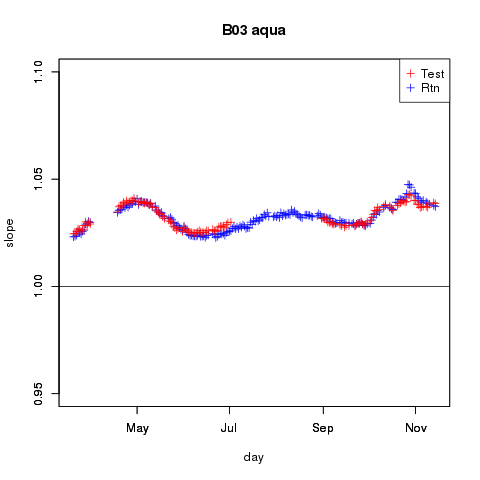 B03 aqua
Test
Rtn
1.10
1.05
1.00
0.95
slope
May Jul Sep Nov
day